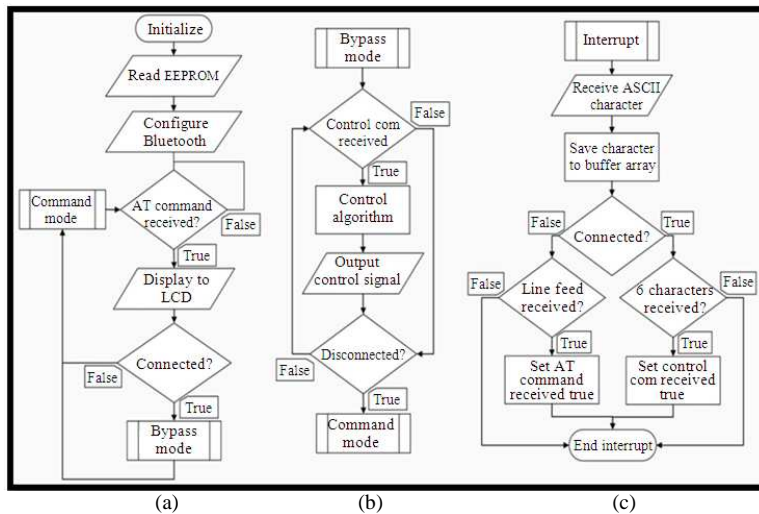 Initialize
Read EEPROM
Configure
Bluetooth
Command
mode
AT command
received?
False
True
Display to
LCD
Connected?
False
True
Bypass
mode
(a)
Bypass
mode
Control com
received
False
True
Control
algorithm
Output
control signal
Disconnected?
False
True
Command
mode
(b)
Interrupt
Receive ASCII
character
Save character
to buffer array
Connected?
False
True
Line feed
received?
False
True
Set AT
command
received true
6 characters
received?
False
True
Set control
com received
true
End interrupt
(c)